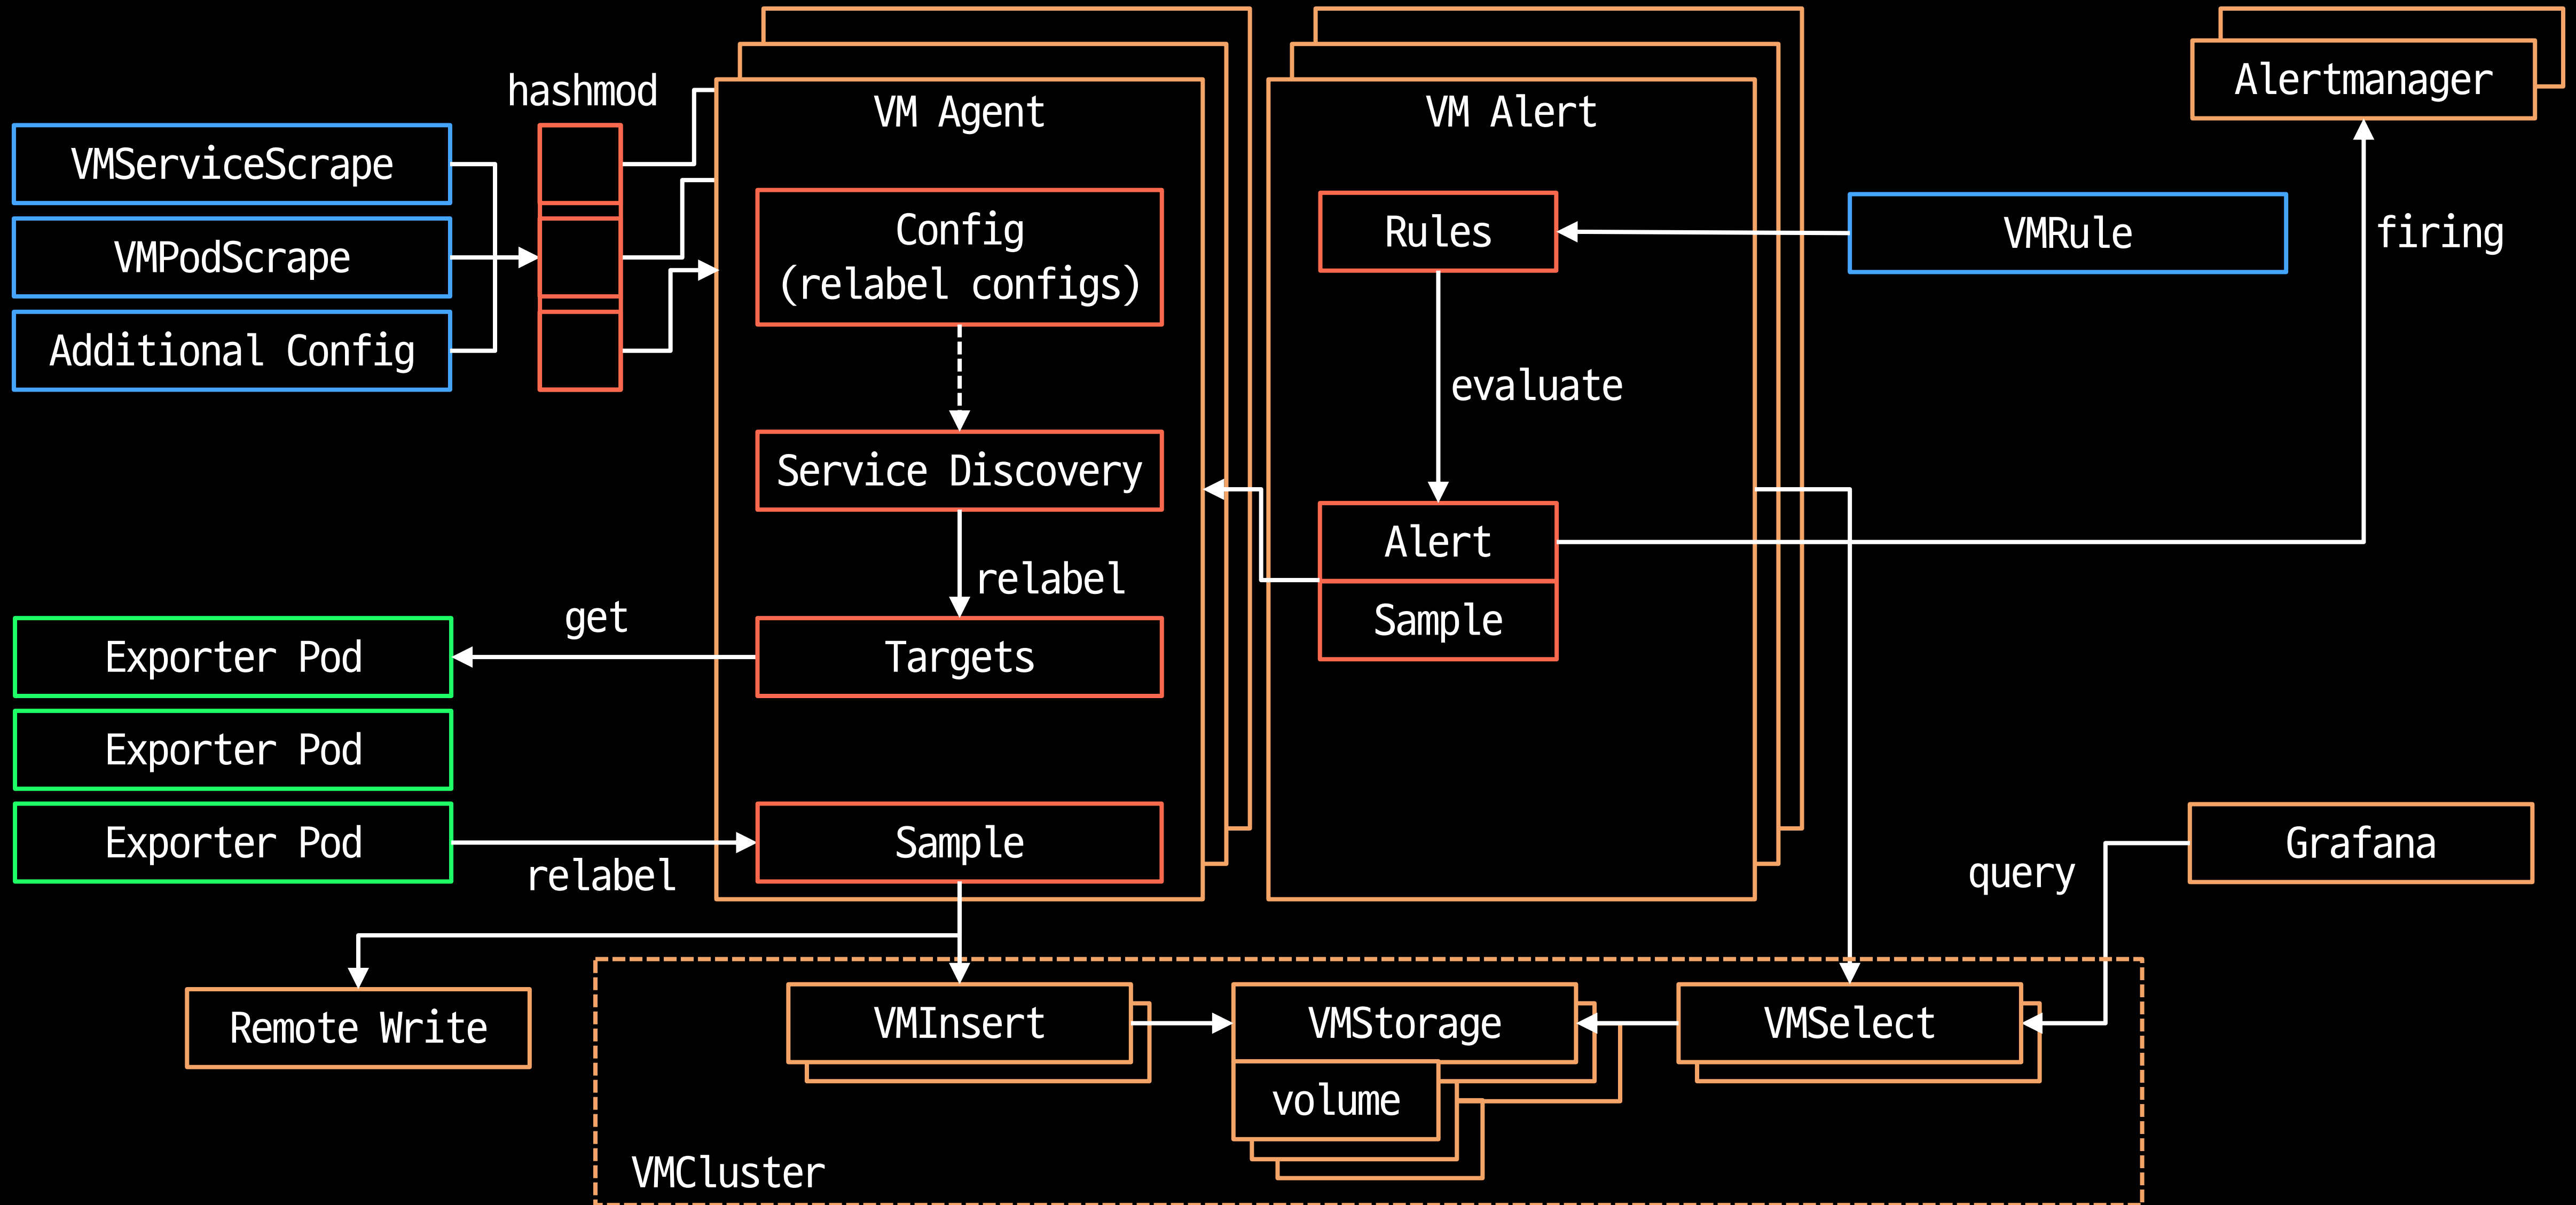 hashmod
VMServiceScrape
VMPodScrape
Additional Config
VM Agent
Config
(relabel configs)
Service Discovery
relabel
Targets
Sample
VM Alert
Rules
evaluate
Alert
Sample
VMRule
Alertmanager
firing
get
Exporter Pod
Exporter Pod
Exporter Pod
relabel
Remote Write
Grafana
query
VMInsert
VMStorage
volume
VMSelect
VMCluster